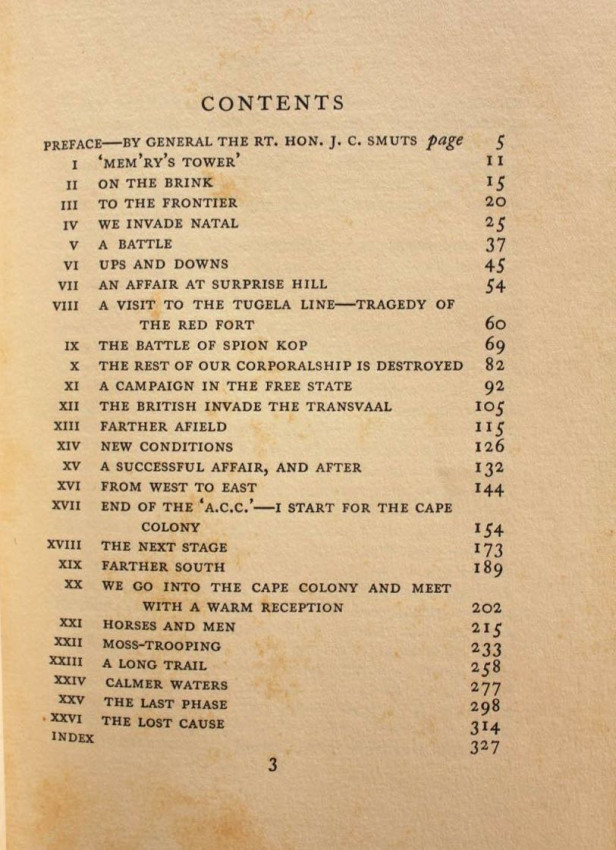 CONTENTS
PREFACE—BY GENERAL THE RT. HON. J. C. SMUTS page 5
I 'MEM'RY'S TOWER' 11
II ON THE BRINK 15
III TO THE FRONTIER 20
IV WE INVADE NATAL 25
V A BATTLE 37
VI UPS AND DOWNS 45
VII AN AFFAIR AT SURPRISE HILL 54
VIII A VISIT TO THE TUGELA LINE—TRAGEDY OF
THE RED FORT 60
IX THE BATTLE OF SPION KOP 69
X THE REST OF OUR CORPORALSHIP IS DESTROYED 82
XI A CAMPAIGN IN THE FREE STATE 92
XII THE BRITISH INVADE THE TRANSVAAL 105
XIII FARTHER AFIELD 115
XIV NEW CONDITIONS 126
XV A SUCCESSFUL AFFAIR, AND AFTER 132
XVI FROM WEST TO EAST 144
XVII END OF THE 'A.C.C.'—I START FOR THE CAPE
COLONY 154
XVIII THE NEXT STAGE 173
XIX FARTHER SOUTH 189
XX WE GO INTO THE CAPE COLONY AND MEET
WITH A WARM RECEPTION 202
XXI HORSES AND MEN 215
XXII MOSS-TROOPING 233
XXIII A LONG TRAIL 258
XXIV CALMER WATERS 277
XXV THE LAST PHASE 298
XXVI THE LOST CAUSE 314
INDEX 327
3